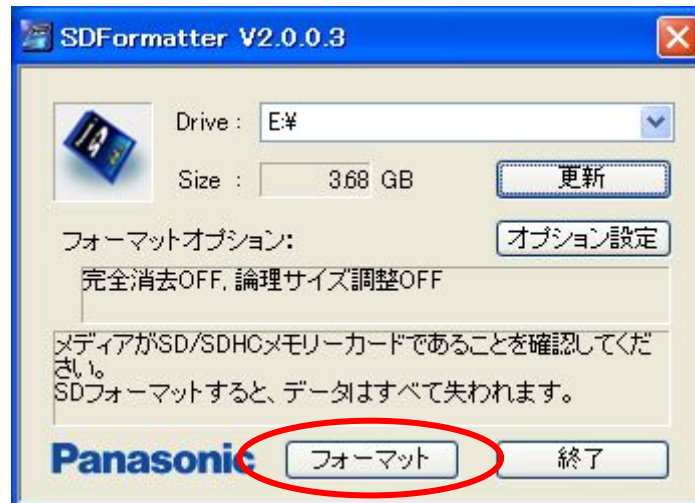 SDFormatter V2.0.0.3
Drive : E:¥
Size : 3.68 GB 更新
フォーマットオプション: オプション設定
完全消去OFF, 論理サイズ調整OFF
メディアがSD/SDHCメモリーカードであることを確認してくだ
さい。
SDフォーマットすると、データはすべて失われます。
Panasonic フォーマット 終了